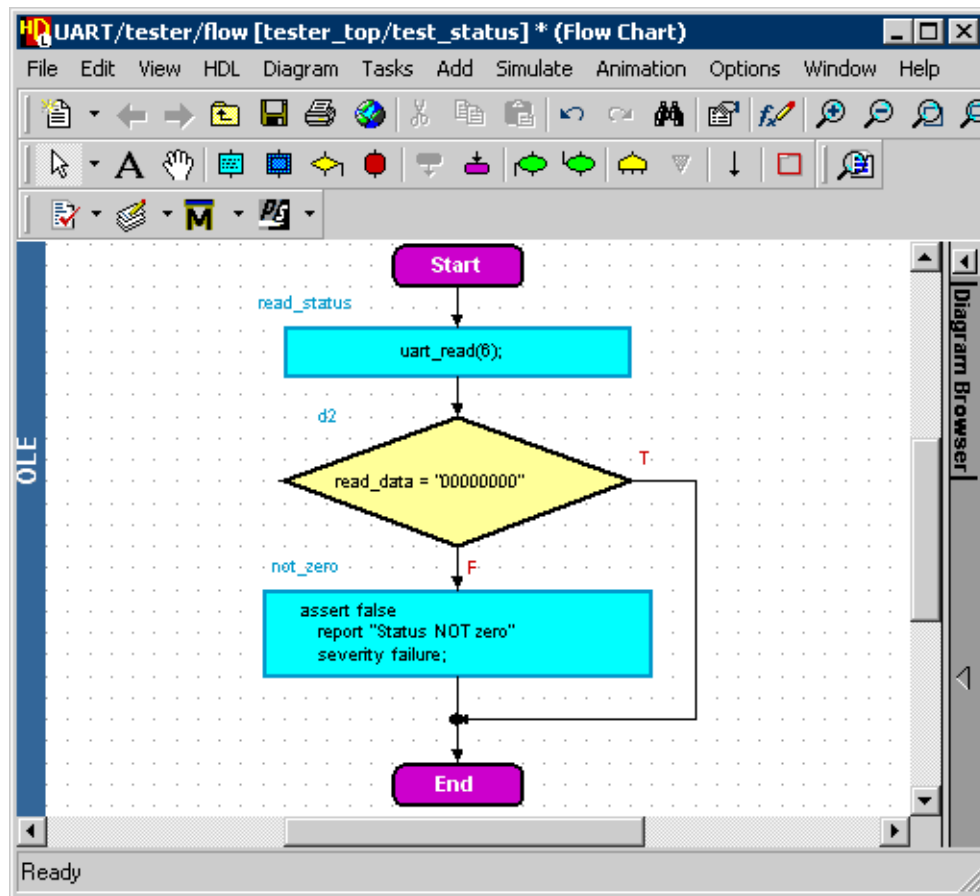 UART/tester/flow [tester_top/test_status] * (Flow Chart)
File Edit View HDL Diagram Tasks Add Simulate Animation Options Window Help
Start
read_status
uart_read(6);
d2
T
read_data = "00000000"
F
not_zero
assert false
report "Status NOT zero"
severity failure;
End
OLE
Diagram Browser
Ready